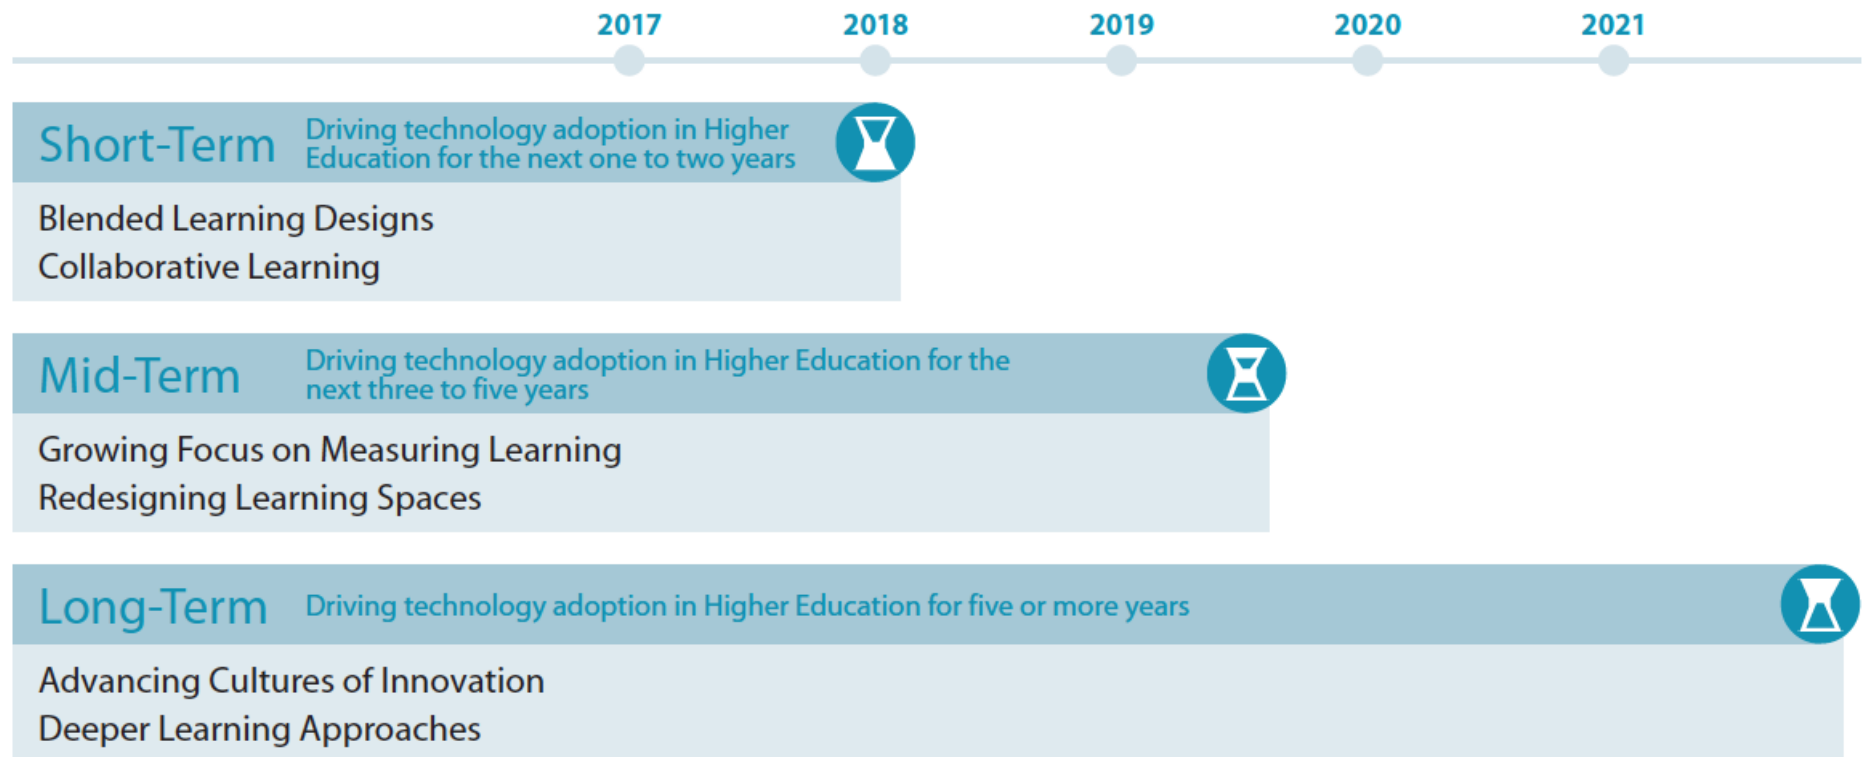 2017 2018 2019 2020 2021
Short-Term
Driving technology adoption in Higher
Education for the next one to two years
Blended Learning Designs
Collaborative Learning
Mid-Term
Driving technology adoption in Higher Education for the
next three to five years
Growing Focus on Measuring Learning
Redesigning Learning Spaces
Long-Term
Driving technology adoption in Higher Education for five or more years
Advancing Cultures of Innovation
Deeper Learning Approaches